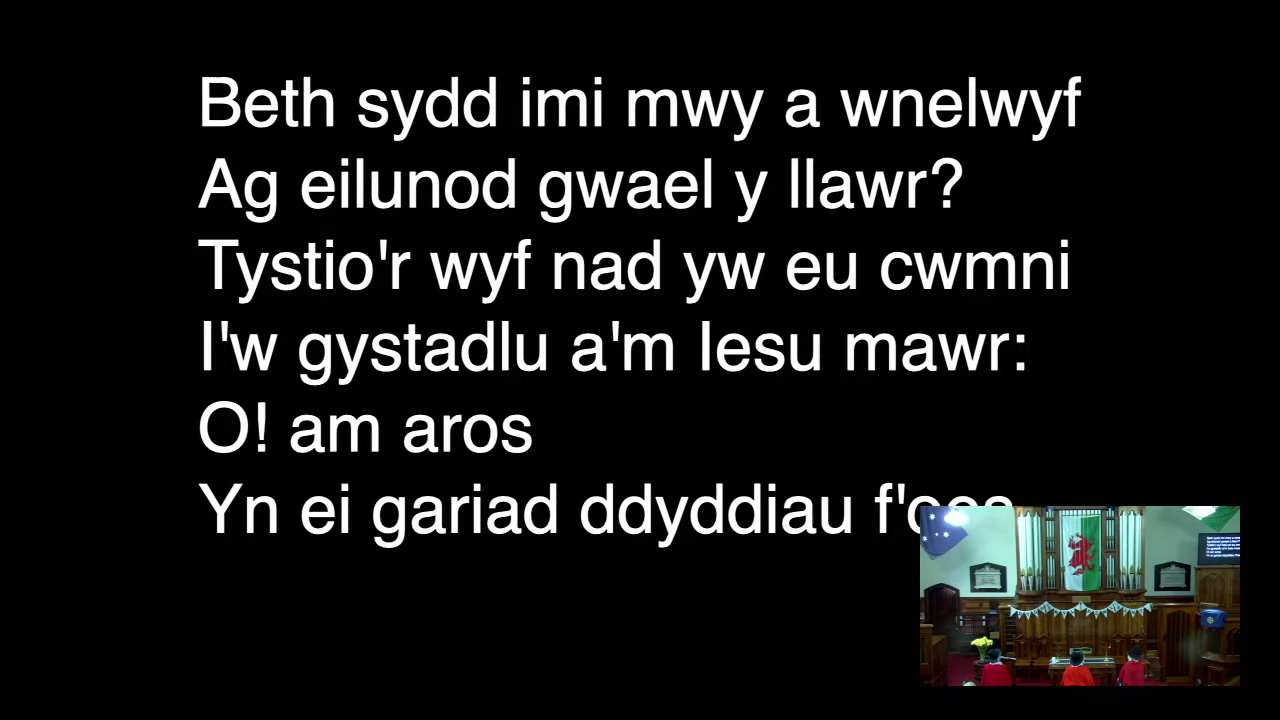 Beth sydd imi mwy a wnelwyf
Ag eilunod gwael y llawr?
Tystio'r wyf nad yw eu cwmni
I'w gystadlu a'm Iesu mawr:
O! am aros
Yn ei gariad ddyddiau f'oes